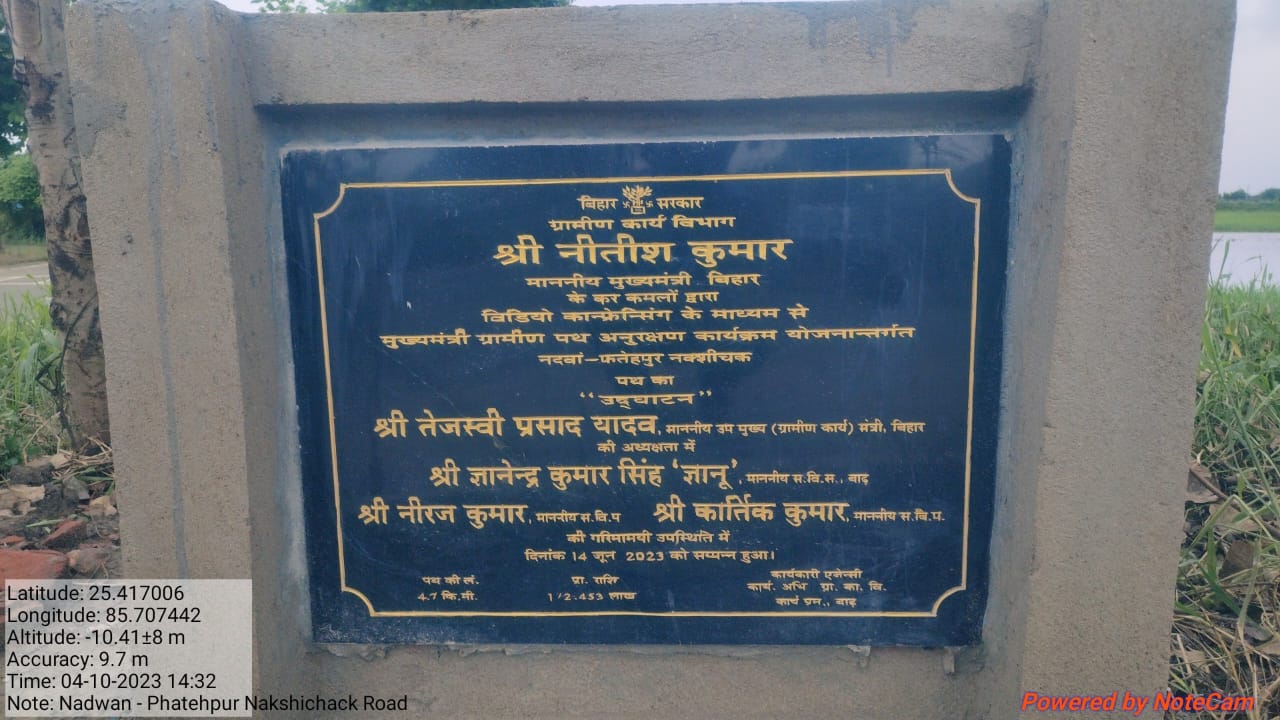 बिहार सरकार
ग्रामीण कार्य विभाग
श्री नीतीश कुमार
माननीय मुख्यमंत्री बिहार
के कर कमलों द्वारा
विडियो कान्फ्रेन्सिंग के माध्यम से
मुख्यमंत्री ग्रामीण पथ अनुरक्षण कार्यक्रम योजनान्तर्गत
नदवां-फतेहपुर नक्शीचक
पथ का
"उद्घाटन"
श्री तेजस्वी प्रसाद यादव, माननीय उप मुख्य (ग्रामीण कार्य) मंत्री, बिहार
की अध्यक्षता में
श्री ज्ञानेन्द्र कुमार सिंह 'ज्ञानू', माननीय स.वि.स., बाढ़
श्री नीरज कुमार, माननीय स.वि.प श्री कार्तिक कुमार, माननीय स.वि.प.
की गरिमामयी उपस्थिति में
दिनांक 14 जून 2023 को सम्पन्न हुआ।
पथ की लं. प्रा. राशि कार्यकारी एजेन्सी
4.7 कि.मी. लाख कार्य. अभि ग्रा. का. वि.
कार्य प्रम., बाढ़
Latitude: 25.417006
Longitude: 85.707442
Altitude: -10.41±8 m
Accuracy: 9.7 m
Time: 04-10-2023 14:32
Note: Nadwan - Phatehpur Nakshichack Road
Powered by NoteCam